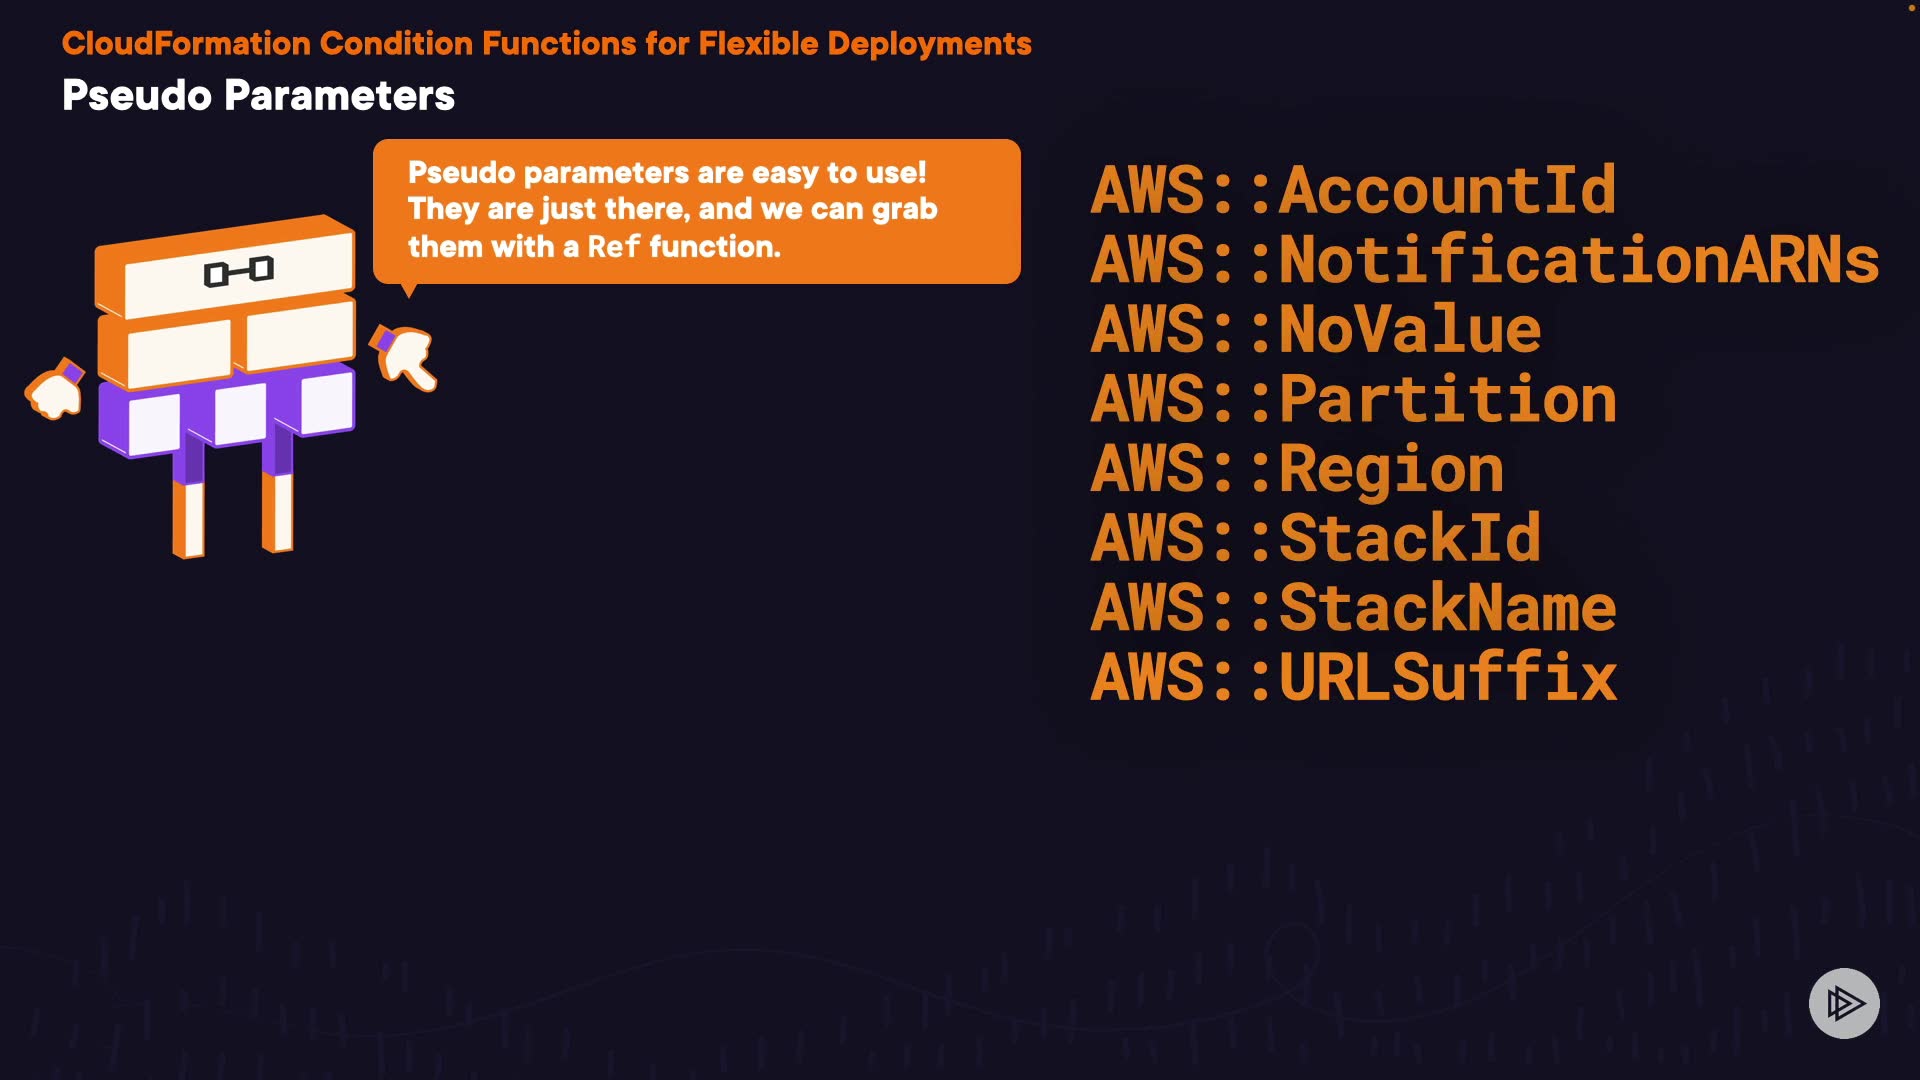 CloudFormation Condition Functions for Flexible Deployments
Pseudo Parameters
Pseudo parameters are easy to use!
They are just there, and we can grab
them with a Ref function.
AWS::AccountId
AWS::NotificationARNs
AWS::NoValue
AWS::Partition
AWS::Region
AWS::StackId
AWS::StackName
AWS::URLSuffix